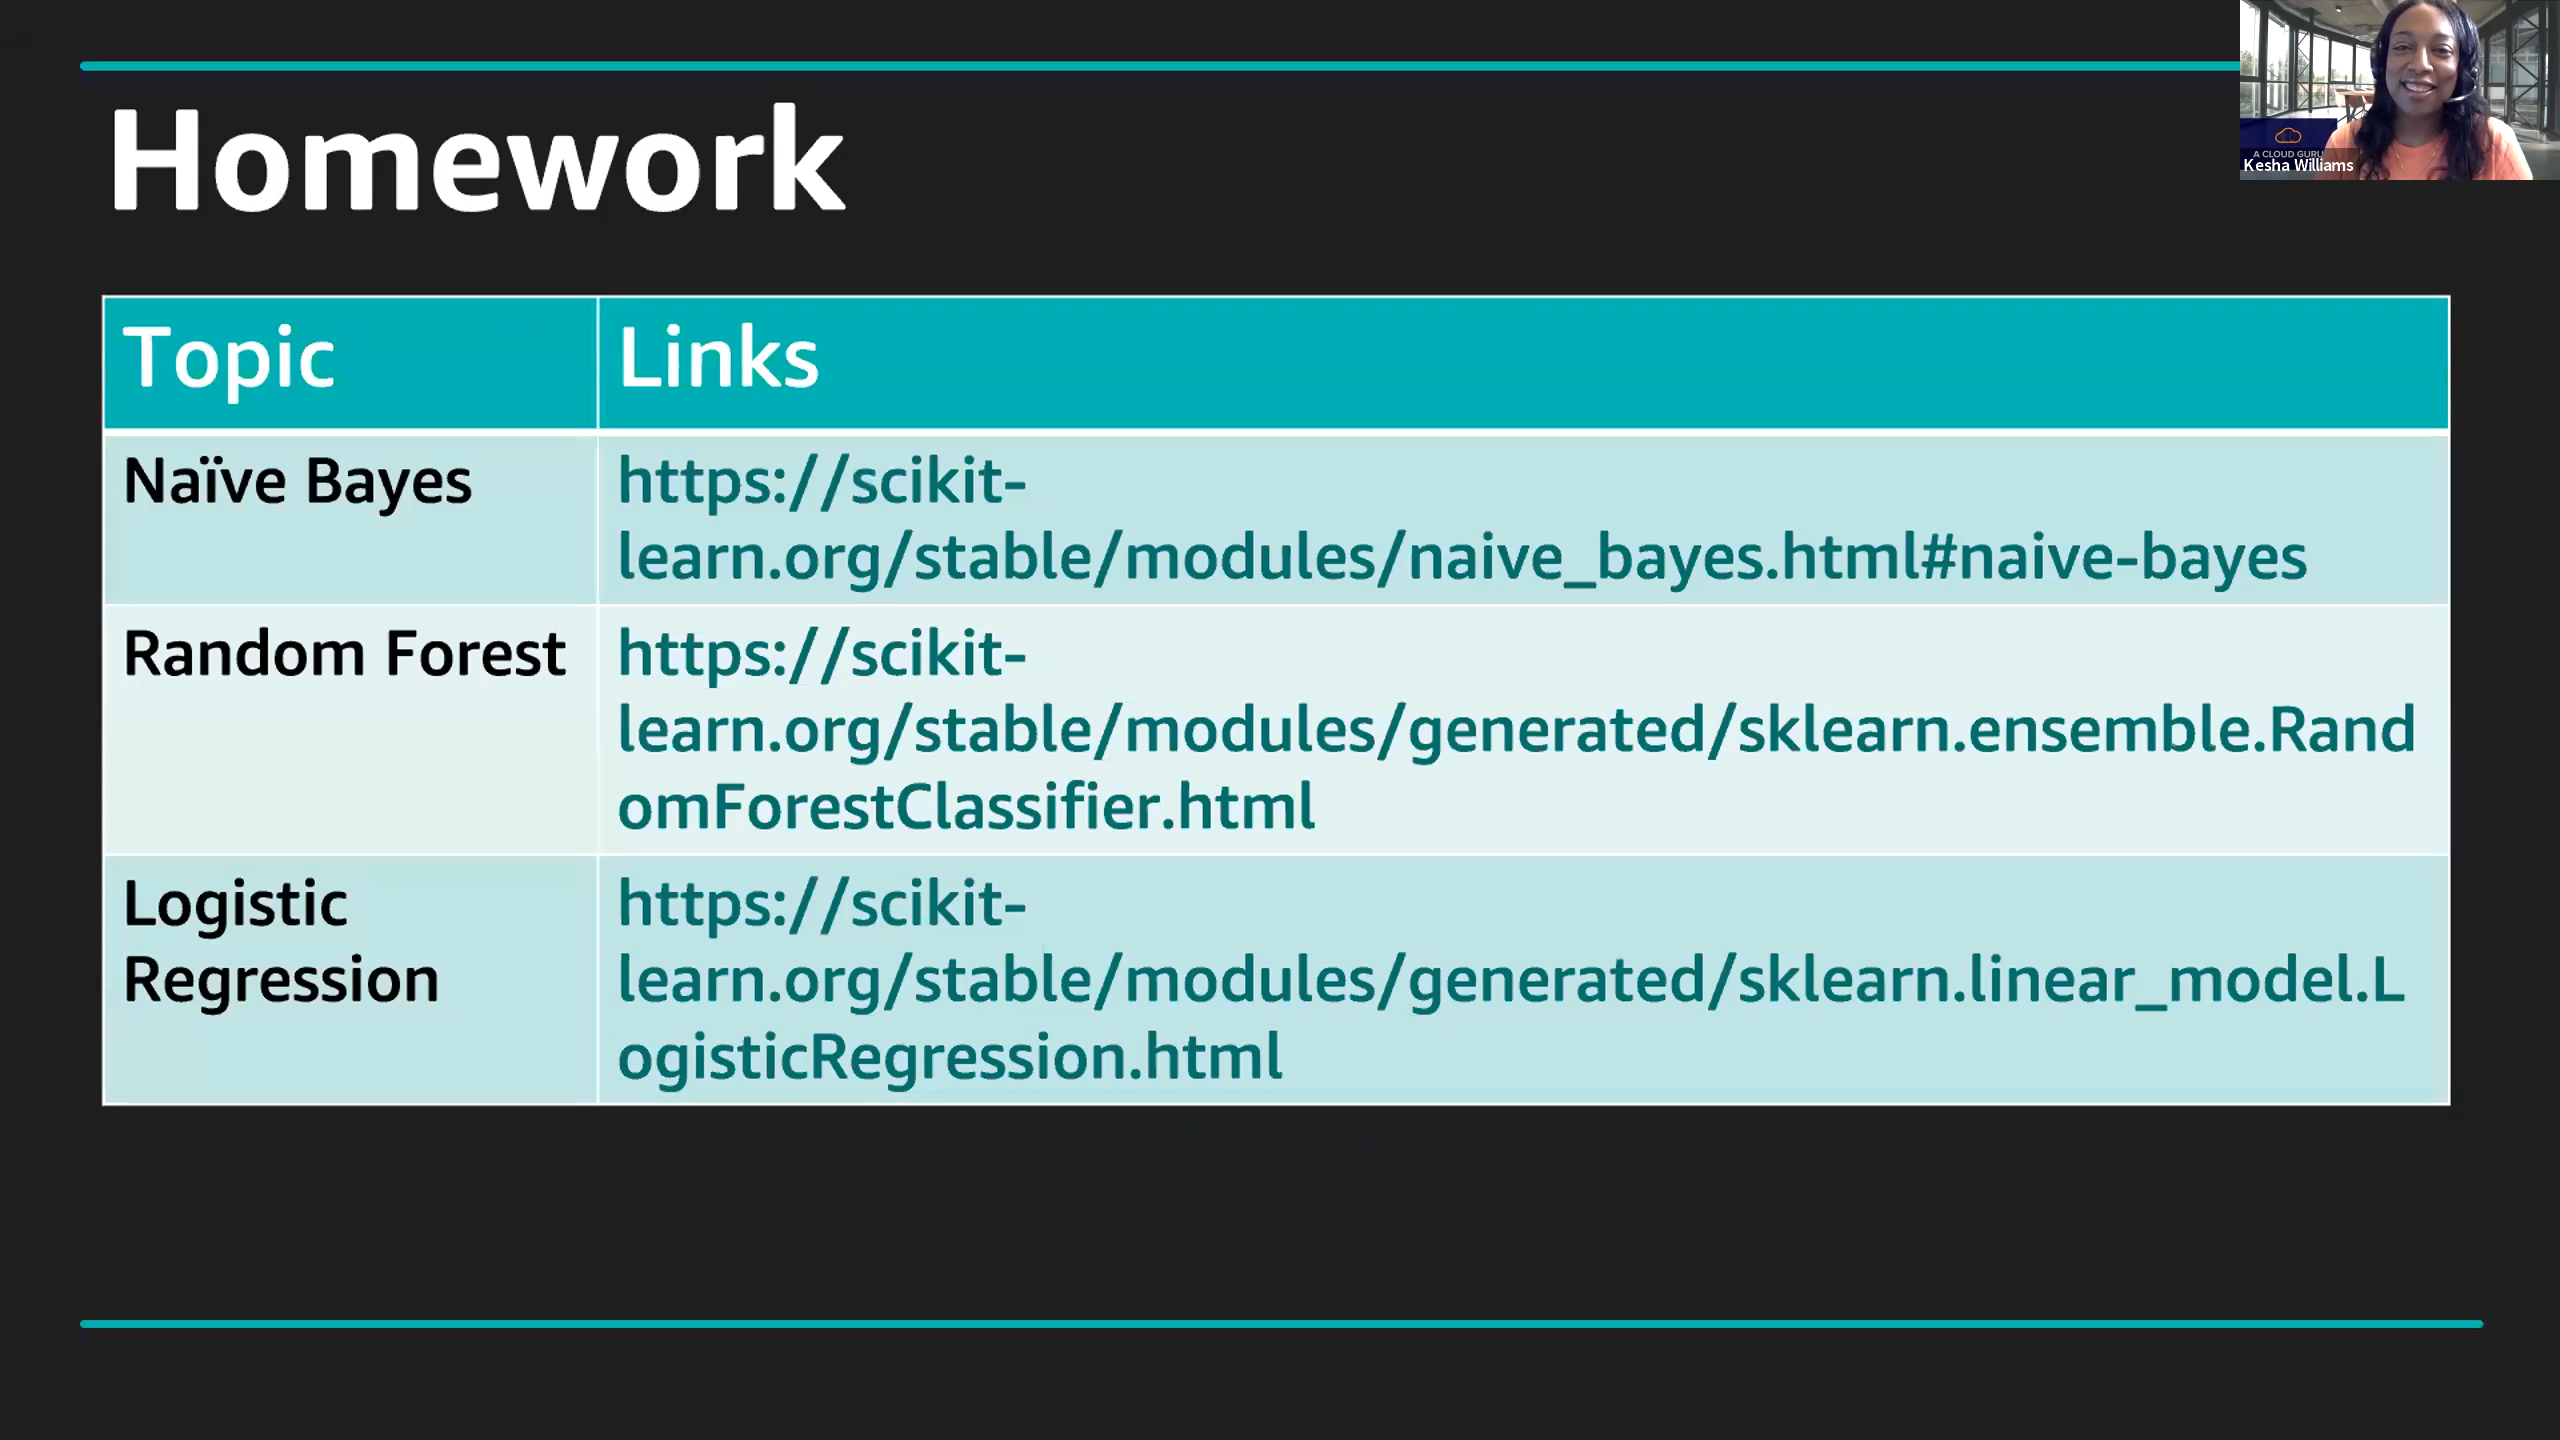 Homework
A CLOUD GURU
Kesha Williams
Topic
Links
Naïve Bayes
https://scikit-
learn.org/stable/modules/naive_bayes.html#naive-bayes
Random Forest
https://scikit-
learn.org/stable/modules/generated/sklearn.ensemble.Rand
omForestClassifier.html
Logistic
Regression
https://scikit-
learn.org/stable/modules/generated/sklearn.linear_model.L
ogisticRegression.html